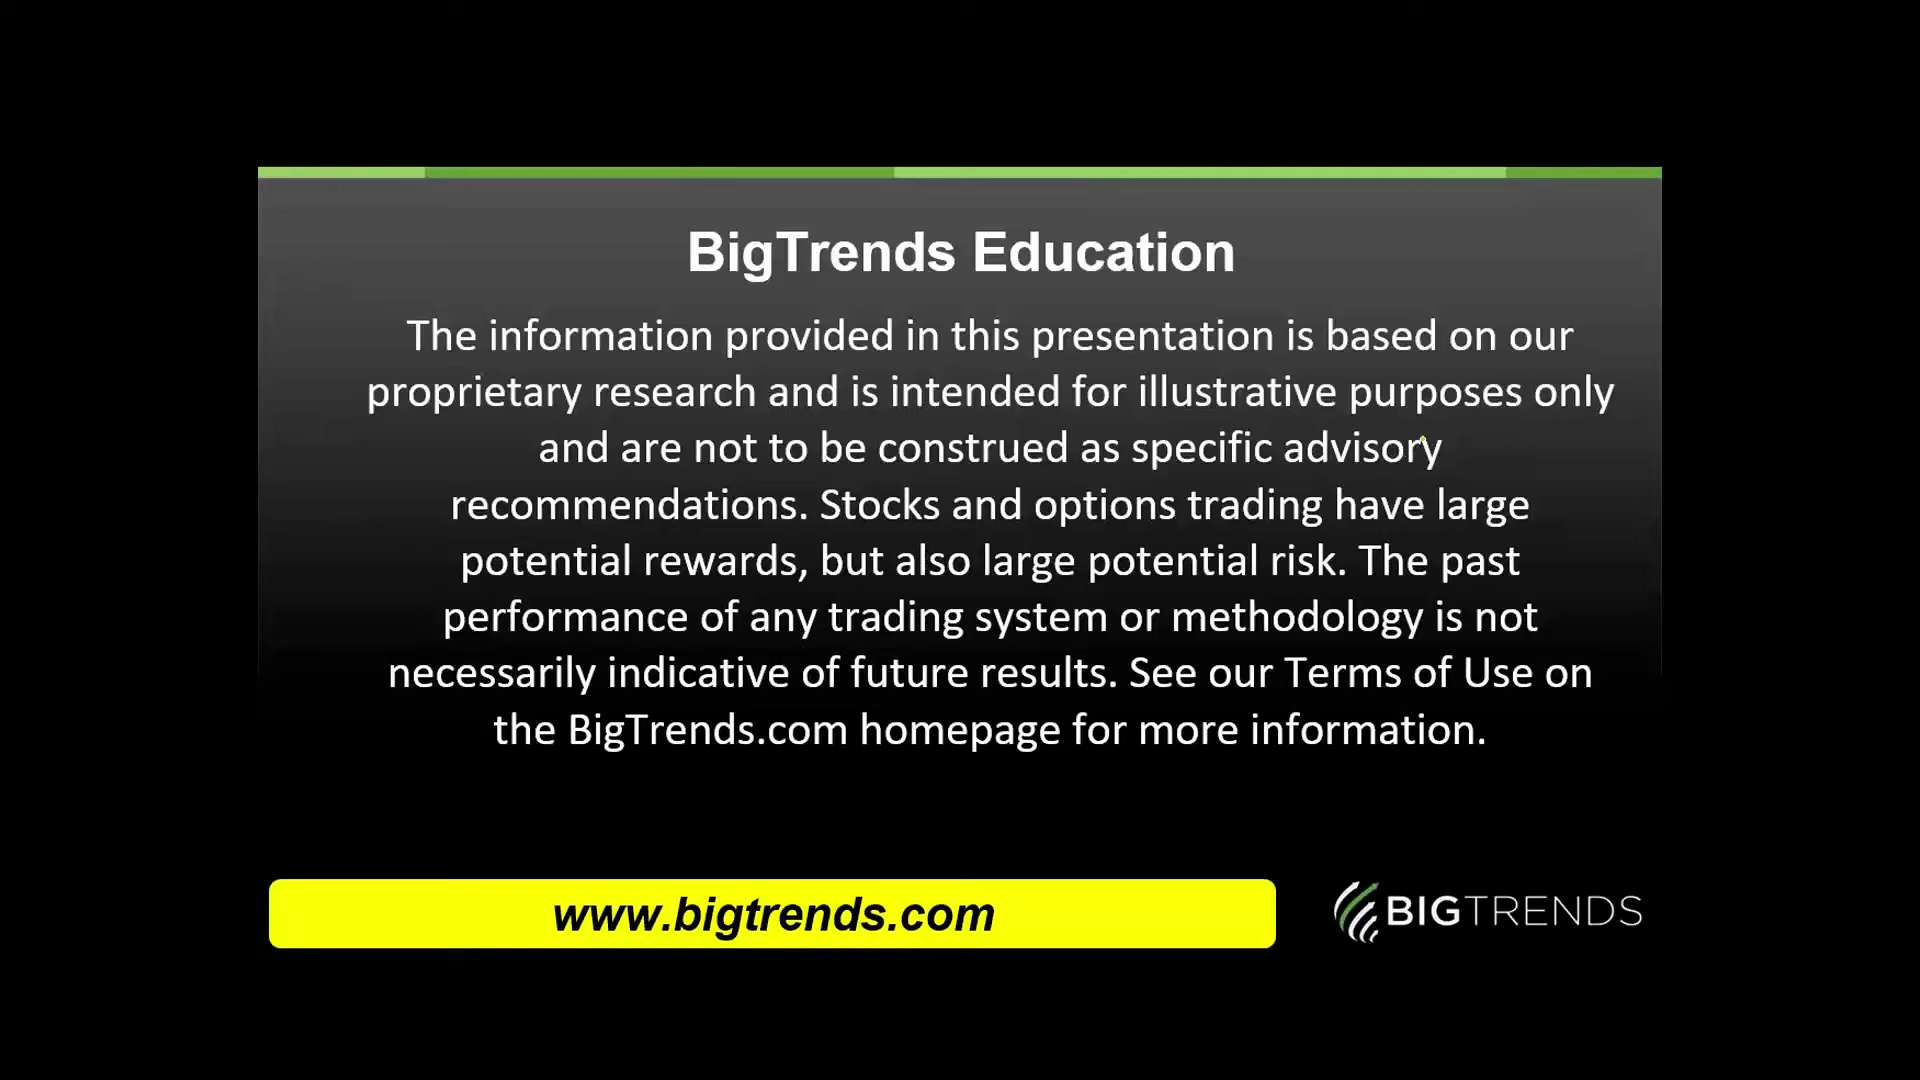 BigTrends Education
The information provided in this presentation is based on our
proprietary research and is intended for illustrative purposes only
and are not to be construed as specific advisory
recommendations. Stocks and options trading have large
potential rewards, but also large potential risk. The past
performance of any trading system or methodology is not
necessarily indicative of future results. See our Terms of Use on
the BigTrends.com homepage for more information.
www.bigtrends.com
BIGTRENDS